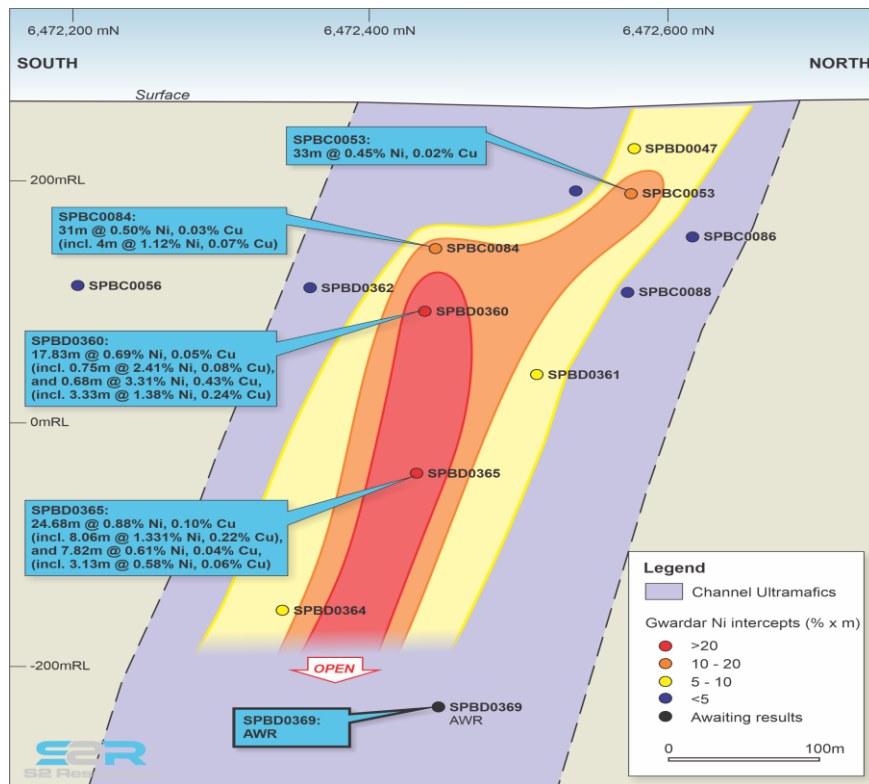 6,472,200 mN
6,472,400 mN
6,472,600 mN
SOUTH
NORTH
Surface
SPBC0053:
33m @ 0.45% Ni, 0.02% Cu
SPBD0047
200mRL
SPBC0053
SPBC0084:
31m @ 0.50% Ni, 0.03% Cu
(incl. 4m @ 1.12% Ni, 0.07% Cu)
SPBC0084
SPBC0086
SPBC0056
SPBD0362
SPBC0088
SPBD0360
SPBD0360:
17.83m @ 0.69% Ni, 0.05% Cu
(incl. 0.75m @ 2.41% Ni, 0.08% Cu),
and 0.68m @ 3.31% Ni, 0.43% Cu,
(incl. 3.33m @ 1.38% Ni, 0.24% Cu)
SPBD0361
0mRL
SPBD0365
SPBD0365:
24.68m @ 0.88% Ni, 0.10% Cu
(incl. 8.06m @ 1.331% Ni, 0.22% Cu),
and 7.82m @ 0.61% Ni, 0.04% Cu,
(incl. 3.13m @ 0.58% Ni, 0.06% Cu)
SPBD0364
-200mRL
OPEN
SPBD0369:
AWR
SPBD0369
AWR
Legend
Channel Ultramafics
Gwardar Ni intercepts (% x m)
>20
10 - 20
5 - 10
<5
Awaiting results
0
100m
S2R